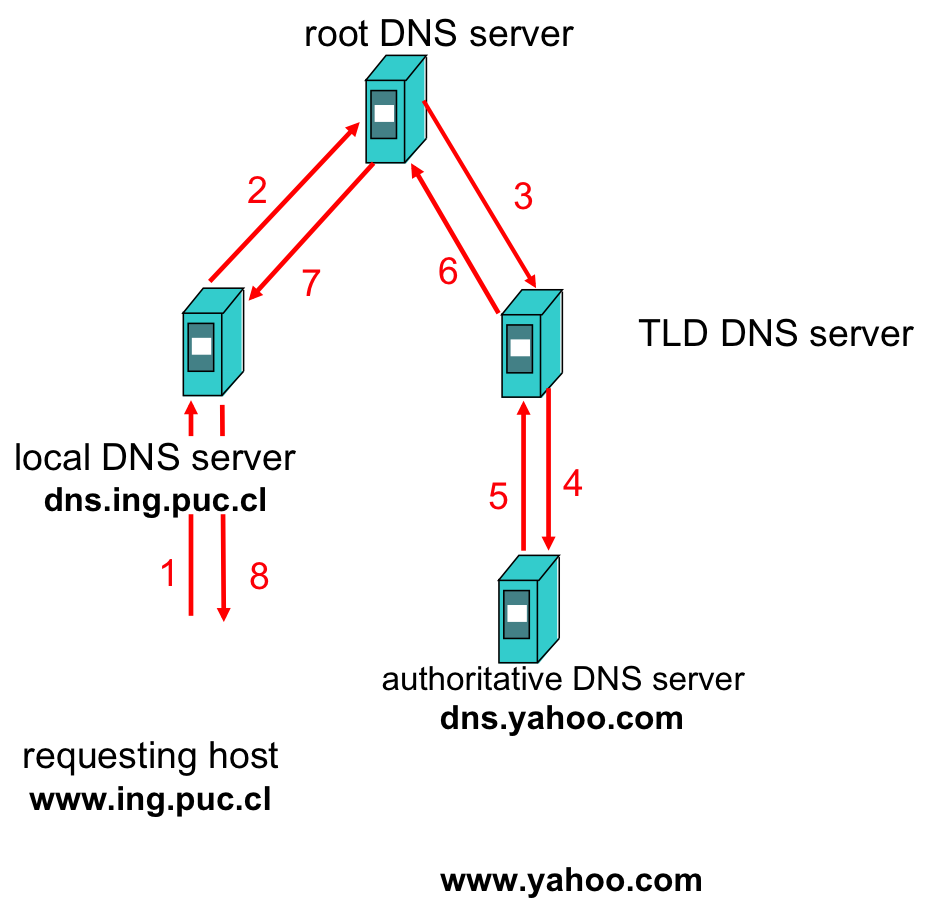 root DNS server
2
3
7
6
TLD DNS server
local DNS server
dns.ing.puc.cl
5
4
1
8
authoritative DNS server
dns.yahoo.com
requesting host
www.ing.puc.cl
www.yahoo.com